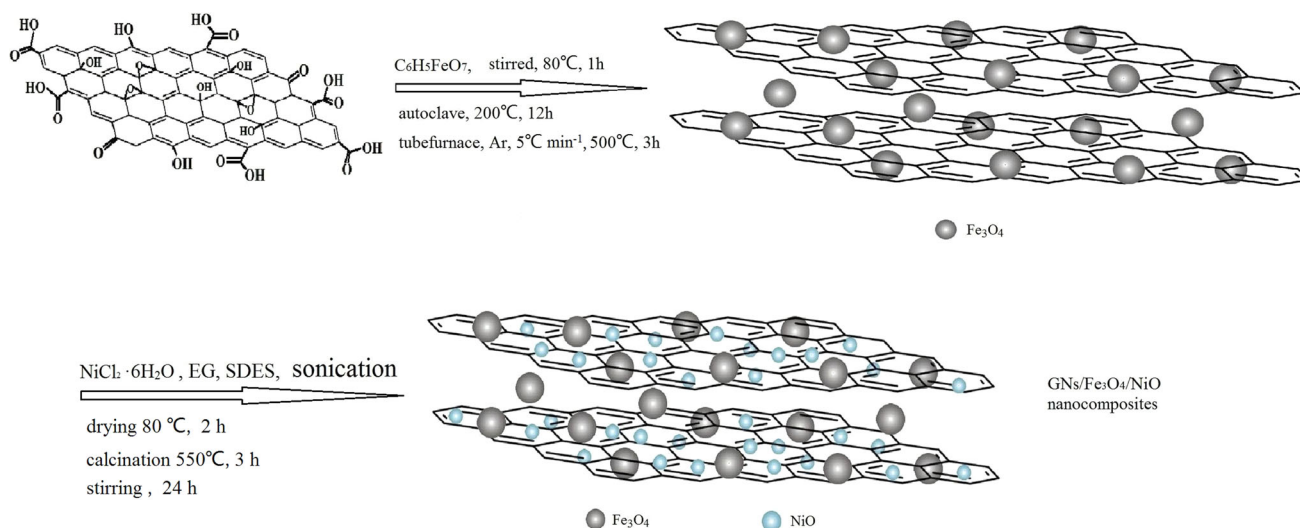 HO
O
HO
HO
O
O
OH
OH
O
O
OH
HO
O
OH
OH
O
HO
O
O
O
OH
OH
O
OH
C₆H₅FeO₇, stirred, 80℃, 1h
autoclave, 200℃, 12h
tubefurnace, Ar, 5℃ min⁻¹, 500℃, 3h
Fe₃O₄
NiCl₂ ·6H₂O , EG, SDES, sonication
drying 80 ℃, 2 h
calcination 550℃, 3 h
stirring , 24 h
GNs/Fe₃O₄/NiO
nanocomposites
Fe₃O₄
NiO